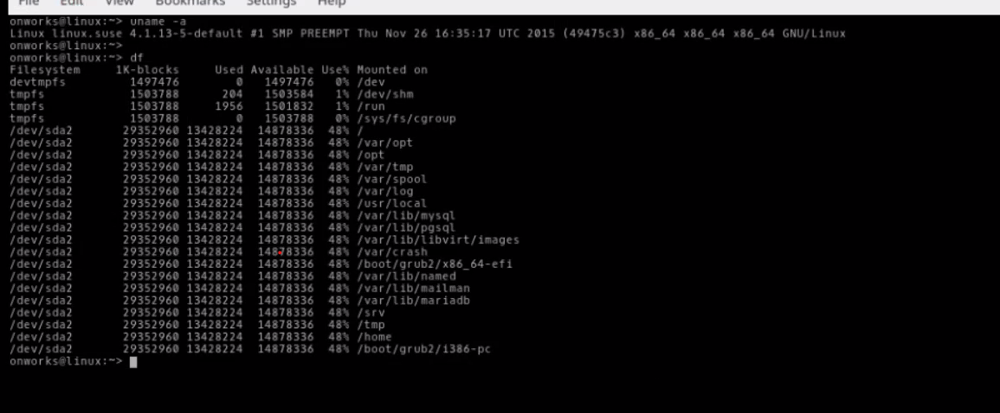 File Edit View Bookmarks Settings Help
onworks@linux:~> uname -a
Linux linux.suse 4.1.13-5-default #1 SMP PREEMPT Thu Nov 26 16:35:17 UTC 2015 (49475c3) x86_64 x86_64 x86_64 GNU/Linux
onworks@linux:~>
onworks@linux:~> df
Filesystem     1K-blocks     Used Available Use% Mounted on
devtmpfs         1497476        0   1497476   0% /dev
tmpfs            1503788      204   1503584   1% /dev/shm
tmpfs            1503788     1956   1501832   1% /run
tmpfs            1503788        0   1503788   0% /sys/fs/cgroup
/dev/sda2       29352960 13428224  14878336  48% /
/dev/sda2       29352960 13428224  14878336  48% /var/opt
/dev/sda2       29352960 13428224  14878336  48% /opt
/dev/sda2       29352960 13428224  14878336  48% /var/tmp
/dev/sda2       29352960 13428224  14878336  48% /var/spool
/dev/sda2       29352960 13428224  14878336  48% /var/log
/dev/sda2       29352960 13428224  14878336  48% /usr/local
/dev/sda2       29352960 13428224  14878336  48% /var/lib/mysql
/dev/sda2       29352960 13428224  14878336  48% /var/lib/pgsql
/dev/sda2       29352960 13428224  14878336  48% /var/lib/libvirt/images
/dev/sda2       29352960 13428224  14878336  48% /var/crash
/dev/sda2       29352960 13428224  14878336  48% /boot/grub2/x86_64-efi
/dev/sda2       29352960 13428224  14878336  48% /var/lib/named
/dev/sda2       29352960 13428224  14878336  48% /var/lib/mailman
/dev/sda2       29352960 13428224  14878336  48% /var/lib/mariadb
/dev/sda2       29352960 13428224  14878336  48% /srv
/dev/sda2       29352960 13428224  14878336  48% /tmp
/dev/sda2       29352960 13428224  14878336  48% /home
/dev/sda2       29352960 13428224  14878336  48% /boot/grub2/i386-pc
onworks@linux:~>